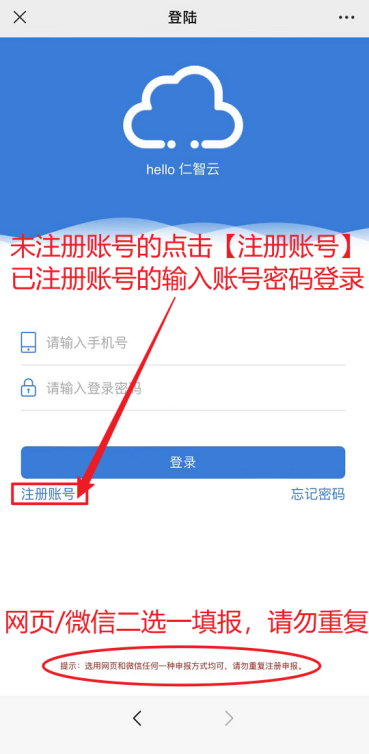 登陆
hello 仁智云
未注册账号的点击【注册账号】
已注册账号的输入账号密码登录
请输入手机号
请输入登录密码
登录
注册账号 忘记密码
网页/微信二选一填报，请勿重复
提示：选用网页和微信任何一种申报方式均可，请勿重复注册申报。